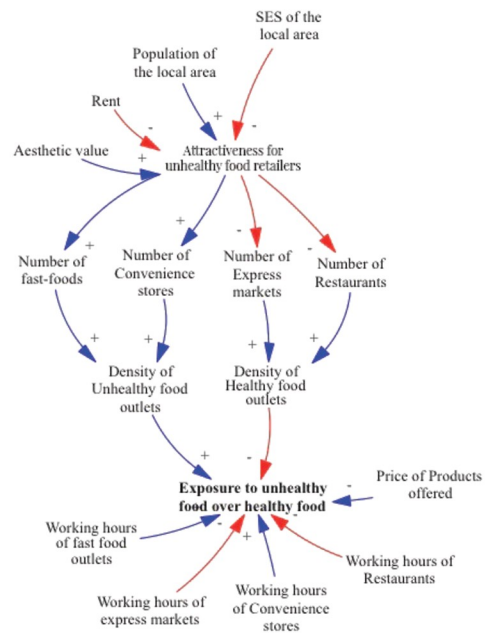 SES of the
local area
Population of
the local area
Rent
+
-
-
Aesthetic value
+
Attractiveness for
unhealthy food retailers
+
-
-
+
Number of
fast-foods
Number of
Convenience
stores
Number of
Express
markets
Number of
Restaurants
+
+
+
+
Density of
Unhealthy food
outlets
Density of
Healthy food
outlets
+
-
Exposure to unhealthy
food over healthy food
-
Price of Products
offered
Working hours
of fast food
outlets
-
+
-
Working hours of
express markets
Working hours
of Convenience
stores
Working hours of
Restaurants